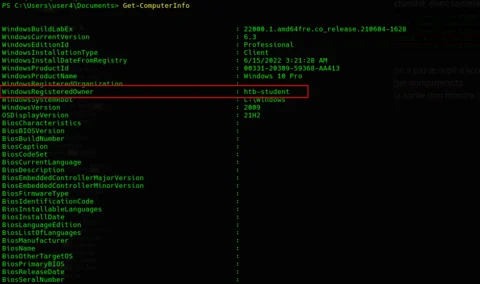 PS C:\Users\user4\Documents> Get-ComputerInfo
WindowsBuildLabEx : 22000.1.amd64fre.co_release.210604-1628
WindowsCurrentVersion : 6.3
WindowsEditionId : Professional
WindowsInstallationType : Client
WindowsInstallDateFromRegistry : 6/15/2022 3:21:28 AM
WindowsProductId : 00331-20309-59368-AA413
WindowsProductName : Windows 10 Pro
WindowsRegisteredOrganization :
WindowsRegisteredOwner : htb-student
WindowsSystemRoot : C:\Windows
WindowsVersion : 2009
OSDisplayVersion : 21H2
BiosCharacteristics :
BiosBIOSVersion :
BiosBuildNumber :
BiosCaption :
BiosCodeSet :
BiosCurrentLanguage :
BiosDescription :
BiosEmbeddedControllerMajorVersion :
BiosEmbeddedControllerMinorVersion :
BiosFirmwareType :
BiosIdentificationCode :
BiosInstallableLanguages :
BiosInstallDate :
BiosLanguageEdition :
BiosListOfLanguages :
BiosManufacturer :
BiosName :
BiosOtherTargetOS :
BiosPrimaryBIOS :
BiosReleaseDate :
BiosSeralNumber :